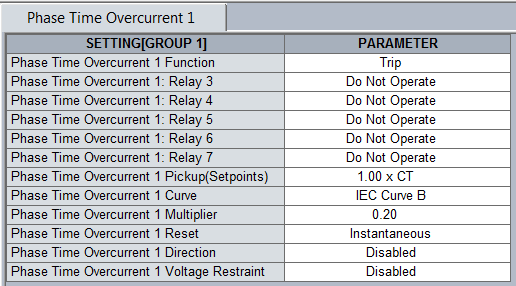 Phase Time Overcurrent 1
SETTING[GROUP 1] PARAMETER
Phase Time Overcurrent 1 Function Trip
Phase Time Overcurrent 1: Relay 3 Do Not Operate
Phase Time Overcurrent 1: Relay 4 Do Not Operate
Phase Time Overcurrent 1: Relay 5 Do Not Operate
Phase Time Overcurrent 1: Relay 6 Do Not Operate
Phase Time Overcurrent 1: Relay 7 Do Not Operate
Phase Time Overcurrent 1 Pickup(Setpoints) 1.00 x CT
Phase Time Overcurrent 1 Curve IEC Curve B
Phase Time Overcurrent 1 Multiplier 0.20
Phase Time Overcurrent 1 Reset Instantaneous
Phase Time Overcurrent 1 Direction Disabled
Phase Time Overcurrent 1 Voltage Restraint Disabled